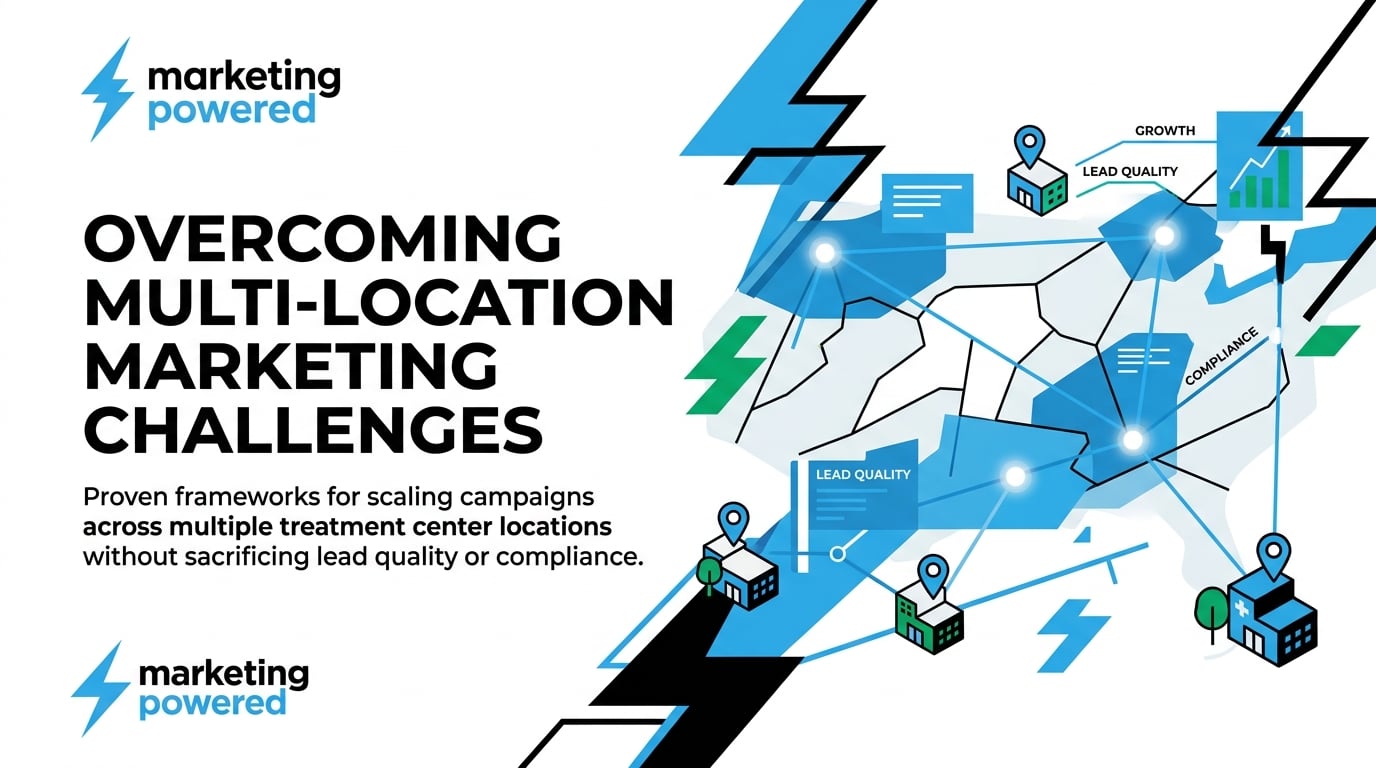 marketing
powered
OVERCOMING
MULTI-LOCATION
MARKETING
CHALLENGES
Proven frameworks for scaling campaigns
across multiple treatment center locations
without sacrificing lead quality or compliance.
marketing
powered
GROWTH
LEAD QUALITY
COMPLIANCE
LEAD QUALITY